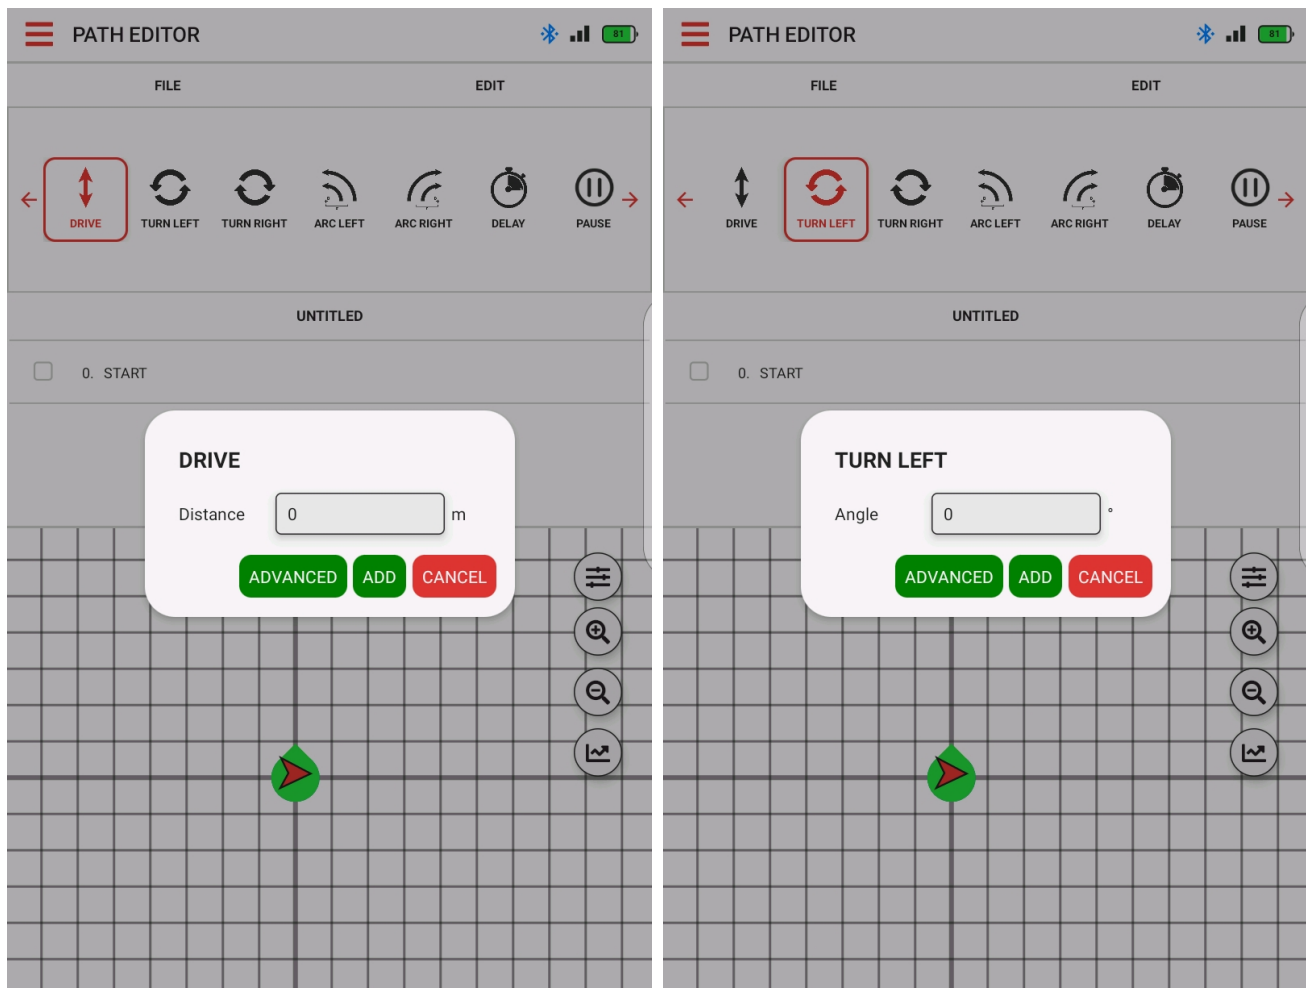 PATH EDITOR
81
FILE
EDIT
DRIVE
TURN LEFT
TURN RIGHT
ARC LEFT
ARC RIGHT
DELAY
PAUSE
UNTITLED
0. START
DRIVE
Distance
0
m
ADVANCED
ADD
CANCEL
PATH EDITOR
81
FILE
EDIT
DRIVE
TURN LEFT
TURN RIGHT
ARC LEFT
ARC RIGHT
DELAY
PAUSE
UNTITLED
0. START
TURN LEFT
Angle
0
°
ADVANCED
ADD
CANCEL